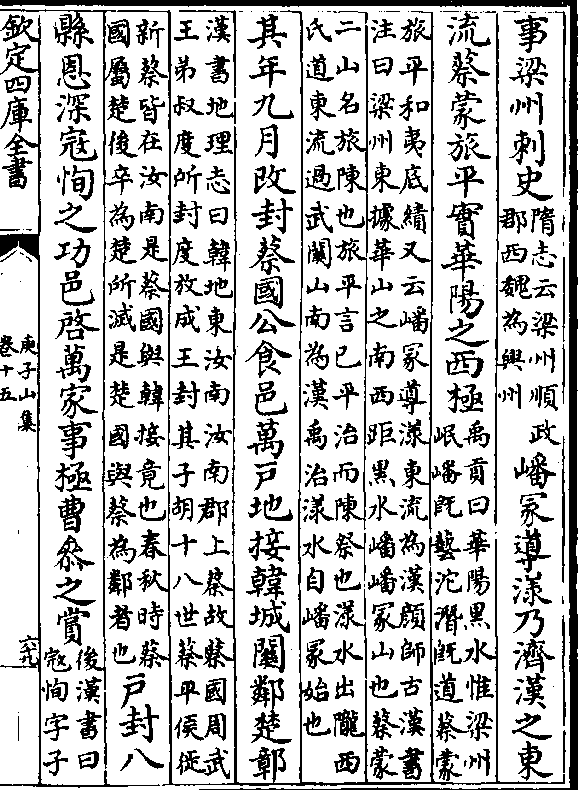 事梁州刺史
隋志云梁州順政
郡西魏為興州
嶓冢導漾乃濟漢之東
流蔡蒙旅平實華陽之西極
禹貢曰華陽黑水惟梁州
岷嶓既藝沱潛既道蔡蒙
旅平和夷底績又云嶓冢導漾東流為漢顔師古漢書
注曰梁州東據華山之南西距黑水嶓嶓冢山也蔡蒙
二山名旅陳也旅平言已平治而陳祭也漾水出隴西
氏道東流過武關山南為漢禹治漾水自嶓冢始也
其年九月改封蔡國公食邑萬戸地接韓城關鄰楚鄣
漢書地理志曰韓地東汝南汝南郡上蔡故蔡國周武
王弟叔度所封度放成王封其子胡十八世蔡平侯徙
新蔡皆在汝南是蔡國與韓接竟也春秋時蔡
國屬楚後卒為楚所滅是楚國與蔡為鄰者也
戸封八
縣恩深冦恂之功邑啓萬家事極曹叅之賞
後漢書曰
冦恂字子
欽定四庫全書
庾子山集
卷十五
六九